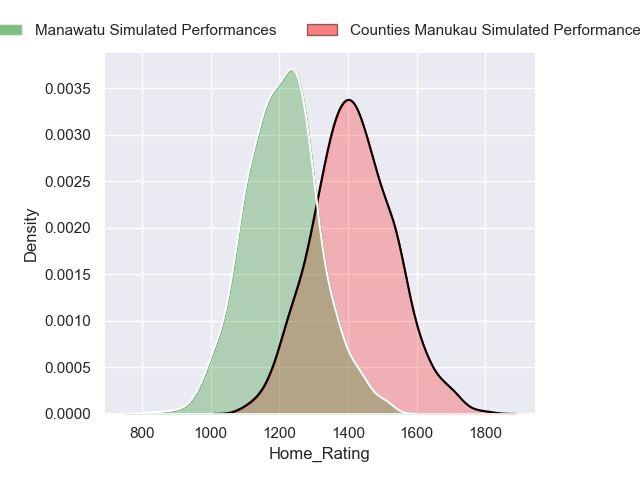 Manawatu Simulated Performances
Counties Manukau Simulated Performance
0.0035
0.0030
0.0025
0.0020
0.0015
0.0010
0.0005
0.0000
Density
800 1000 1200 1400 1600 1800
Home_Rating